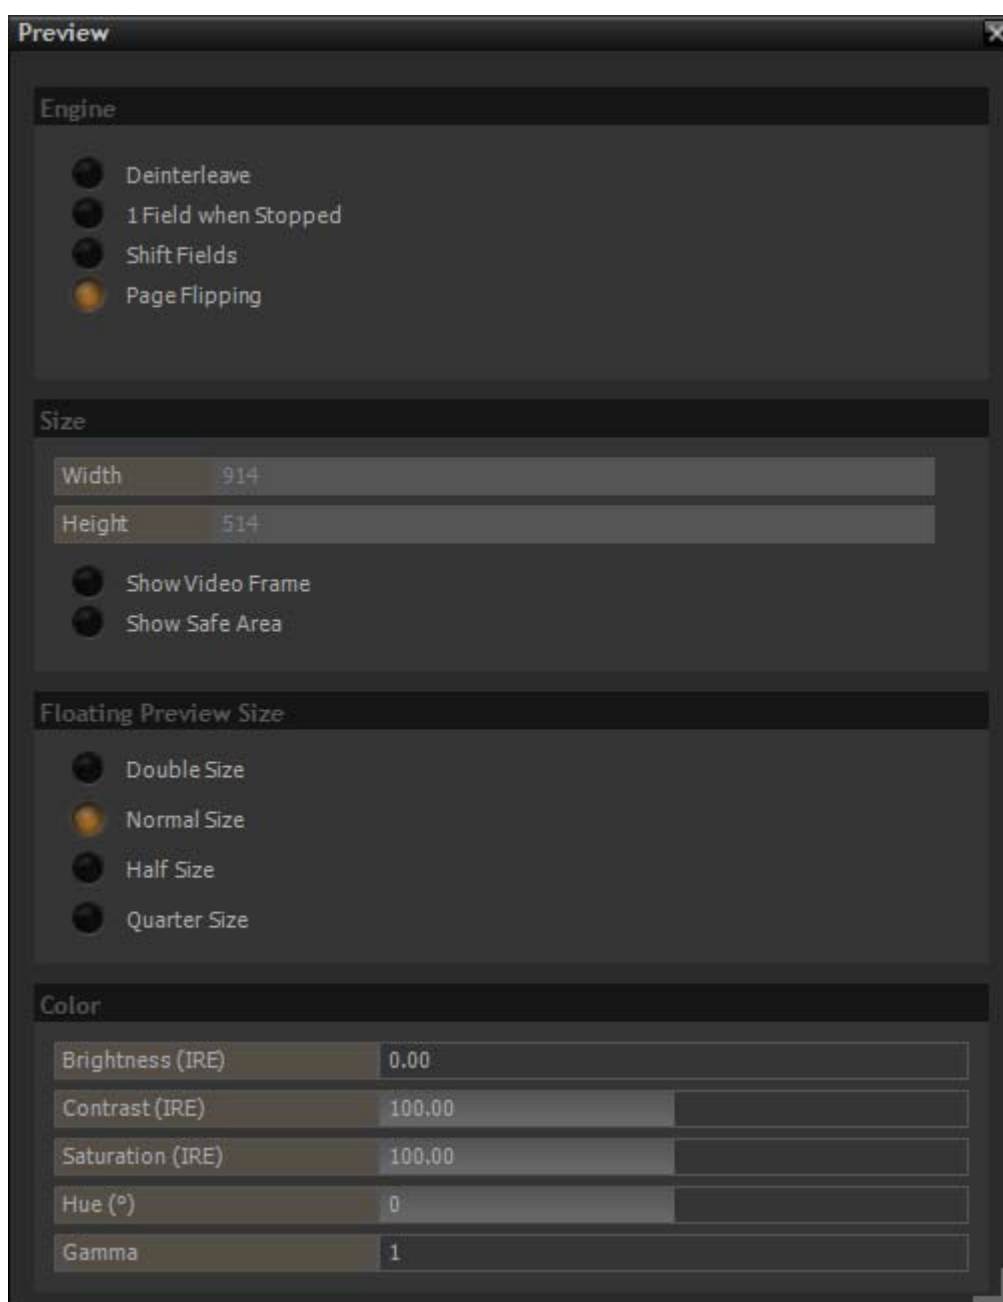 Preview
Engine
Deinterleave
1 Field when Stopped
Shift Fields
Page Flipping
Size
Width 914
Height 514
Show Video Frame
Show Safe Area
Floating Preview Size
Double Size
Normal Size
Half Size
Quarter Size
Color
Brightness (IRE) 0.00
Contrast (IRE) 100.00
Saturation (IRE) 100.00
Hue (°) 0
Gamma 1